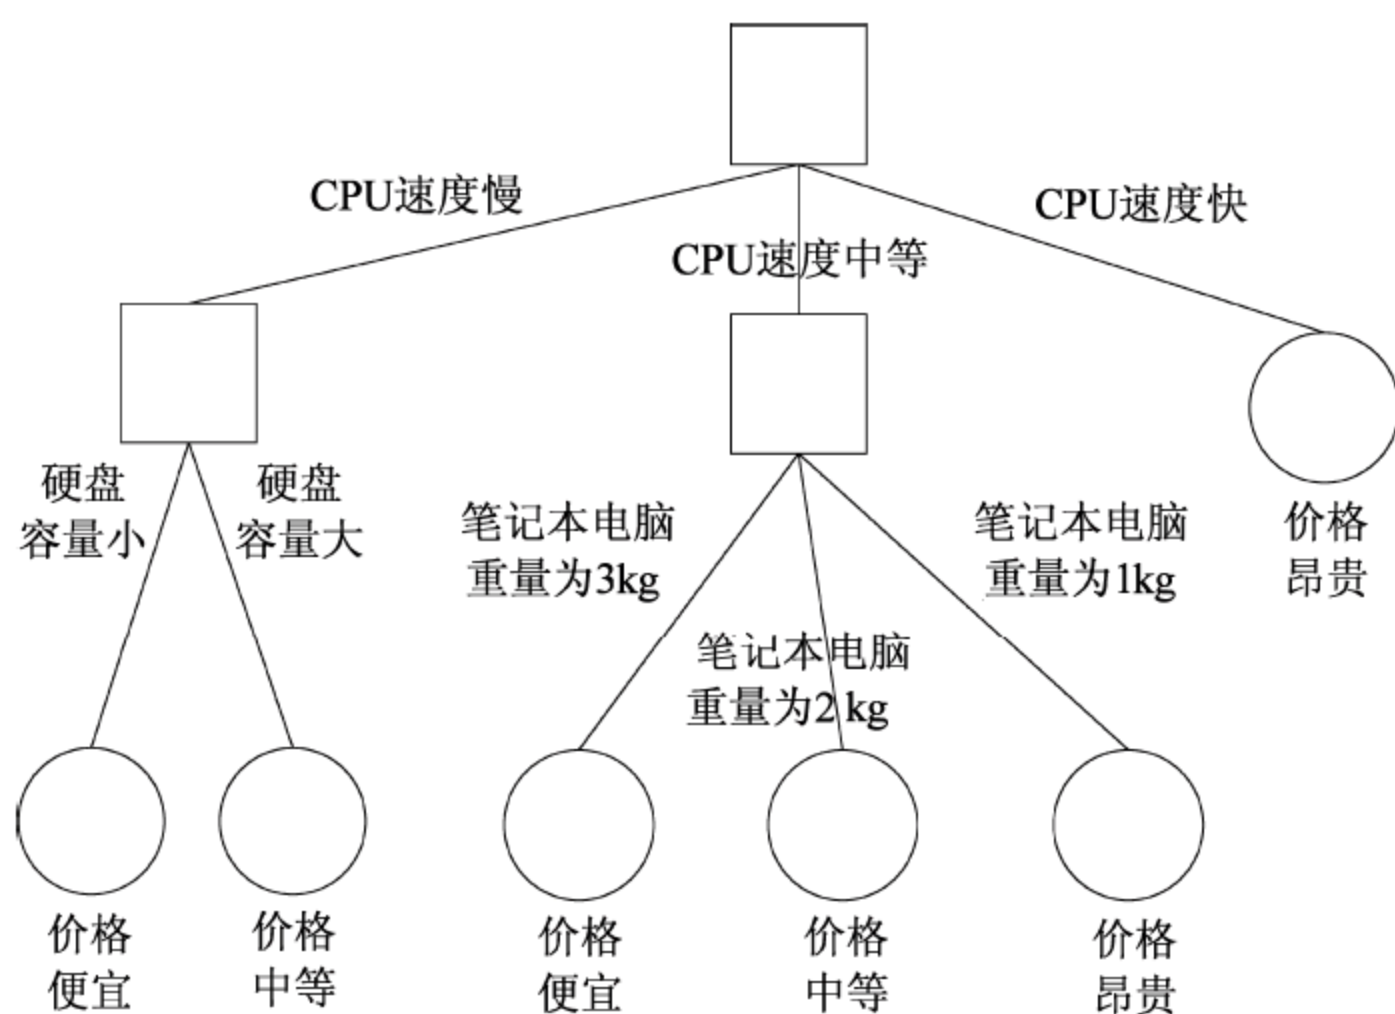 CPU速度慢
CPU速度快
CPU速度中等
硬盘
容量小
硬盘
容量大
笔记本电脑
重量为3kg
笔记本电脑
重量为2 kg
笔记本电脑
重量为1kg
价格
昂贵
价格
便宜
价格
中等
价格
便宜
价格
中等
价格
昂贵